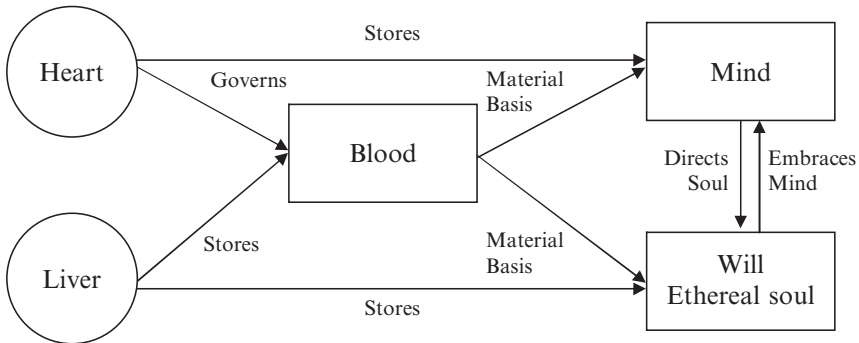 Stores
Heart
Mind
Governs
Material
Basis
Blood
Directs
Soul
Embraces
Mind
Stores
Material
Basis
Liver
Will
Ethereal soul
Stores